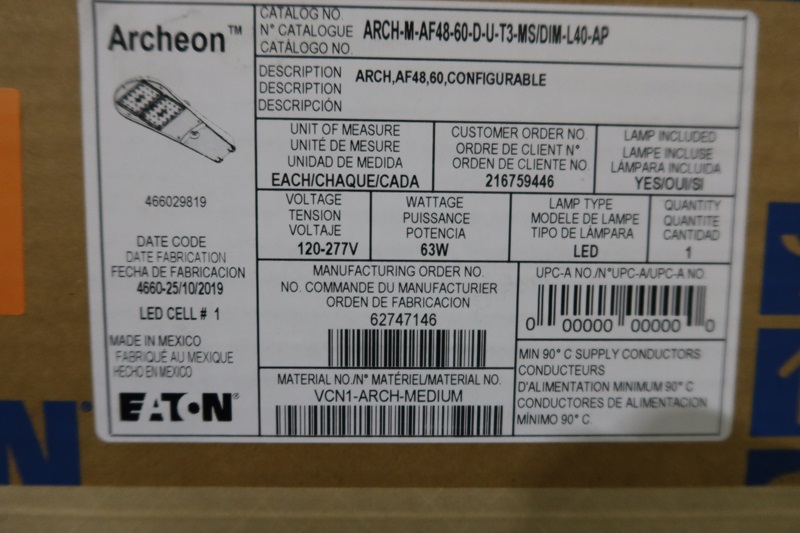 Archeon™
466029819
DATE CODE
DATE FABRICATION
FECHA DE FABRICACION
4660-25/10/2019
LED CELL # 1
MADE IN MEXICO
FABRIQUÉ AU MEXIQUE
HECHO EN MEXICO
EATON®
CATALOG NO.
N° CATALOGUE
CATÁLOGO NO.
ARCH-M-AF48-60-D-U-T3-MS/DIM-L40-AP
DESCRIPTION
DESCRIPTION
DESCRIPCIÓN
ARCH,AF48,60,CONFIGURABLE
UNIT OF MEASURE
UNITÉ DE MESURE
UNIDAD DE MEDIDA
EACH/CHAQUE/CADA
CUSTOMER ORDER NO
ORDRE DE CLIENT N°
ORDEN DE CLIENTE NO.
216759446
LAMP INCLUDED
LAMPE INCLUSE
LÁMPARA INCLUIDA
YES/OUI/SI
VOLTAGE
TENSION
VOLTAJE
120-277V
WATTAGE
PUISSANCE
POTENCIA
63W
LAMP TYPE
MODELE DE LAMPE
TIPO DE LÁMPARA
LED
QUANTITY
QUANTITE
CANTIDAD
1
MANUFACTURING ORDER NO.
NO. COMMANDE DU MANUFACTURIER
ORDEN DE FABRICACION
62747146
UPC-A NO./N°UPC-A/UPC-A NO.
0 00000 00000 0
MATERIAL NO./N° MATÉRIEL/MATERIAL NO.
VCN1-ARCH-MEDIUM
MIN 90° C SUPPLY CONDUCTORS
CONDUCTEURS
D'ALIMENTATION MINIMUM 90° C
CONDUCTORES DE ALIMENTACION
MÍNIMO 90° C.
N